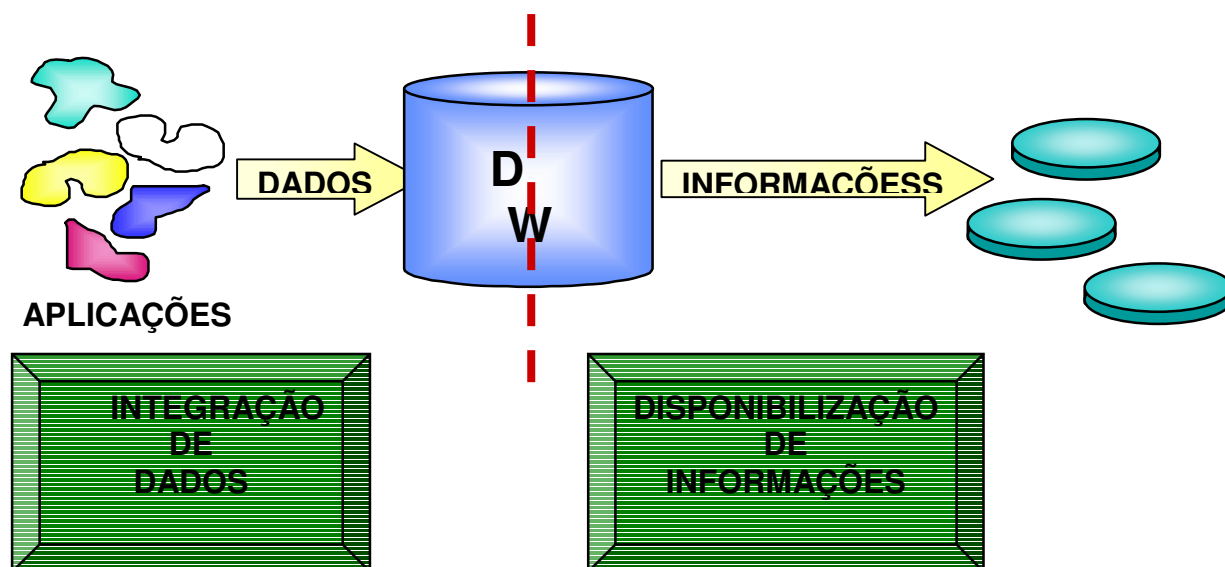 DADOS
D
W
INFORMAÇÕESS
APLICAÇÕES
INTEGRAÇÃO
DE
DADOS
DISPONIBILIZAÇÃO
DE
INFORMAÇÕES